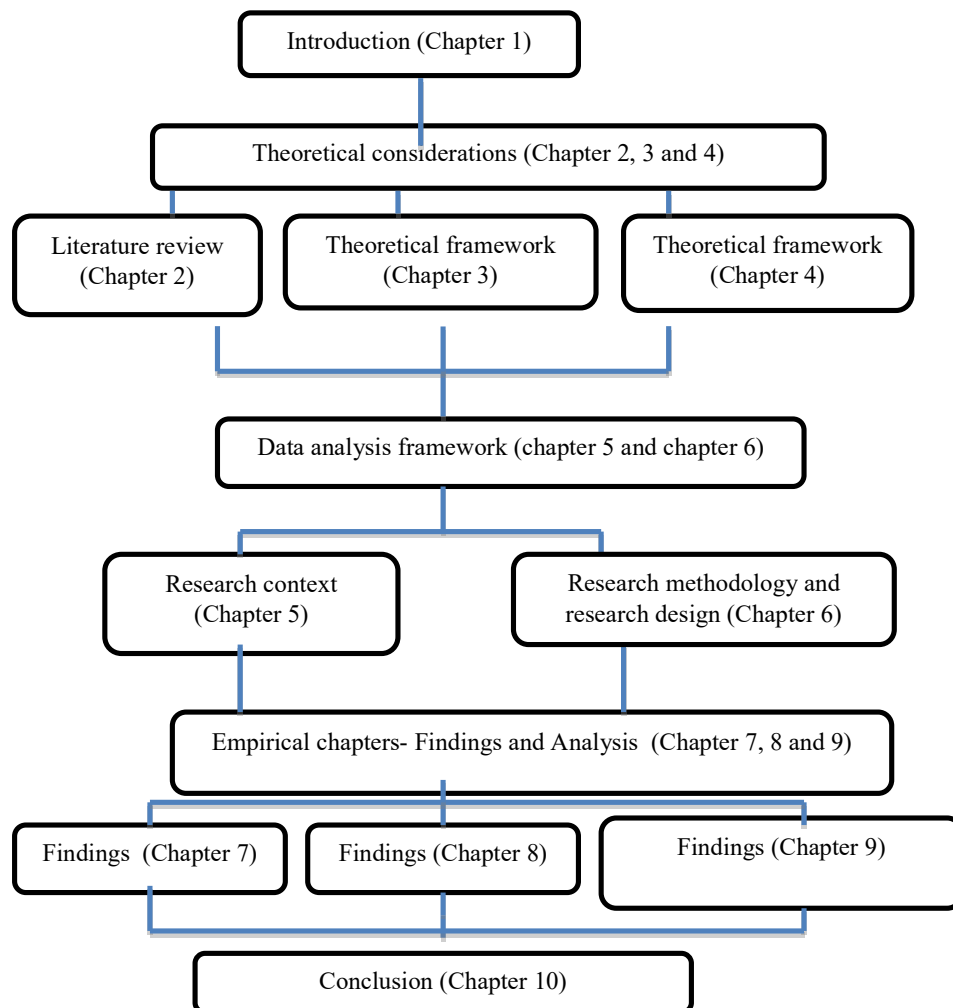 Introduction (Chapter 1)
Theoretical considerations (Chapter 2, 3 and 4)
Literature review
(Chapter 2)
Theoretical framework
(Chapter 3)
Theoretical framework
(Chapter 4)
Data analysis framework (chapter 5 and chapter 6)
Research context
(Chapter 5)
Research methodology and
research design (Chapter 6)
Empirical chapters- Findings and Analysis  (Chapter 7, 8 and 9)
Findings  (Chapter 7)
Findings (Chapter 8)
Findings (Chapter 9)
Conclusion (Chapter 10)